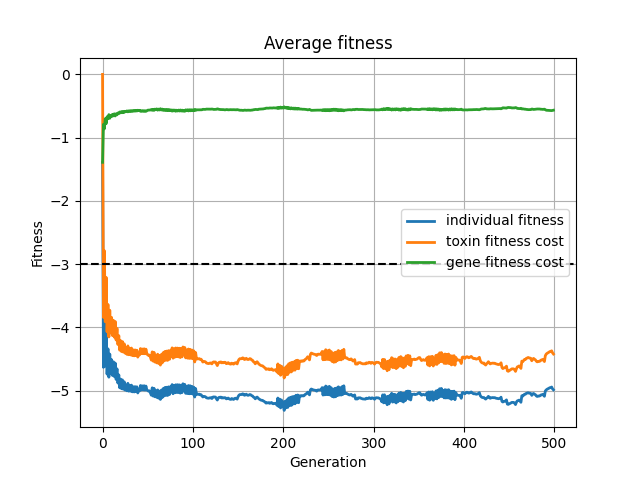 Average fitness
Fitness
0
−1
−2
−3
−4
−5
individual fitness
toxin fitness cost
gene fitness cost
0 100 200 300 400 500
Generation